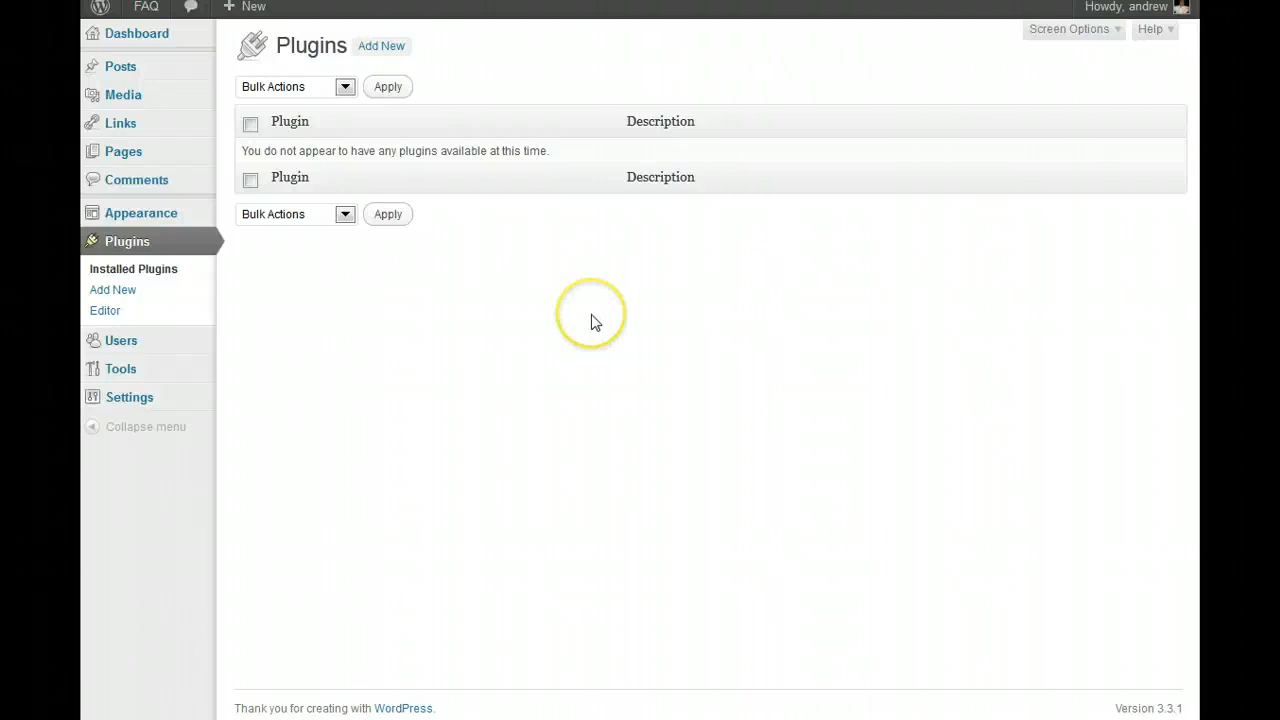 FAQ
New
Howdy, andrew
Dashboard
Posts
Media
Links
Pages
Comments
Appearance
Plugins
Installed Plugins
Add New
Editor
Users
Tools
Settings
Collapse menu
Screen Options
Help
Plugins Add New
Bulk Actions Apply
Plugin Description
You do not appear to have any plugins available at this time.
Plugin Description
Bulk Actions Apply
Thank you for creating with WordPress.
Version 3.3.1